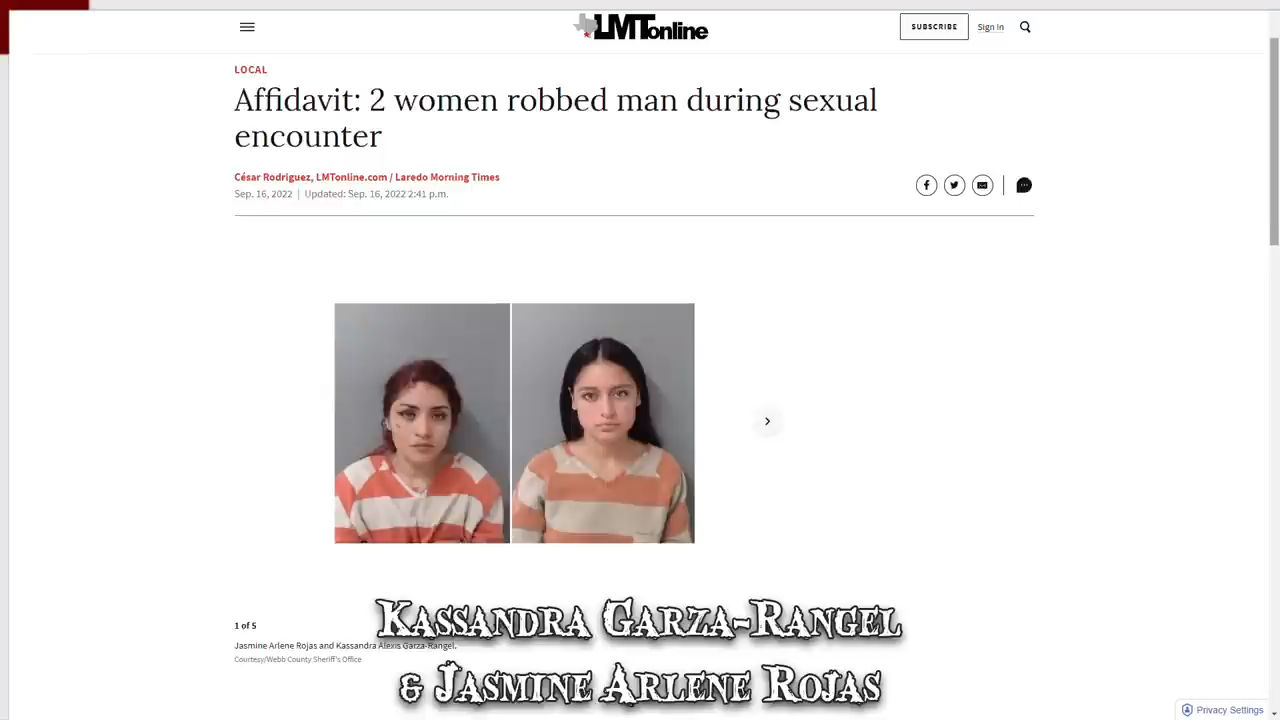 LMTonline
SUBSCRIBE
Sign In
LOCAL
Affidavit: 2 women robbed man during sexual
encounter
César Rodriguez, LMTonline.com / Laredo Morning Times
Sep. 16, 2022 | Updated: Sep. 16, 2022 2:41 p.m.
1 of 5
Jasmine Arlene Rojas and Kassandra Alexis Garza-Rangel.
Courtesy/Webb County Sheriff's Office
Kassandra Garza-Rangel
& Jasmine Arlene Rojas
Privacy Settings